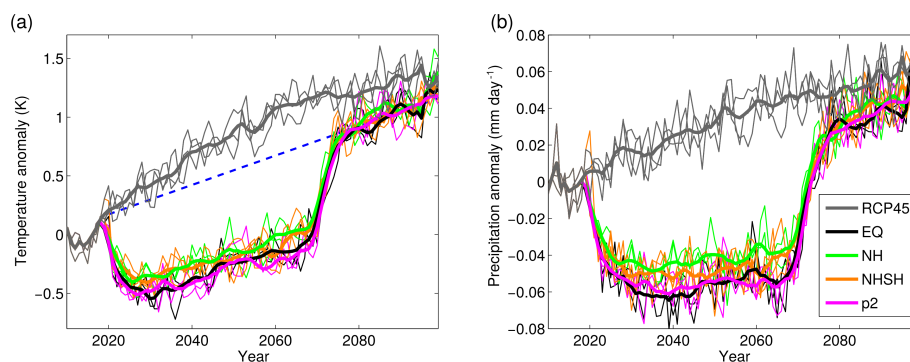 (a)
Temperature anomaly (K)
1.5
1
0.5
0
−0.5
2020
2040
2060
2080
Year
(b)
Precipitation anomaly (mm day⁻¹)
0.08
0.06
0.04
0.02
0
−0.02
−0.04
−0.06
−0.08
2020
2040
2060
2080
Year
RCP45
EQ
NH
NHSH
p2